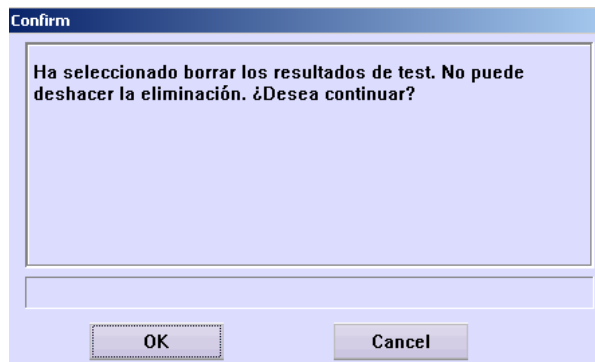 Confirm
Ha seleccionado borrar los resultados de test. No puede
deshacer la eliminación. ¿Desea continuar?
OK
Cancel